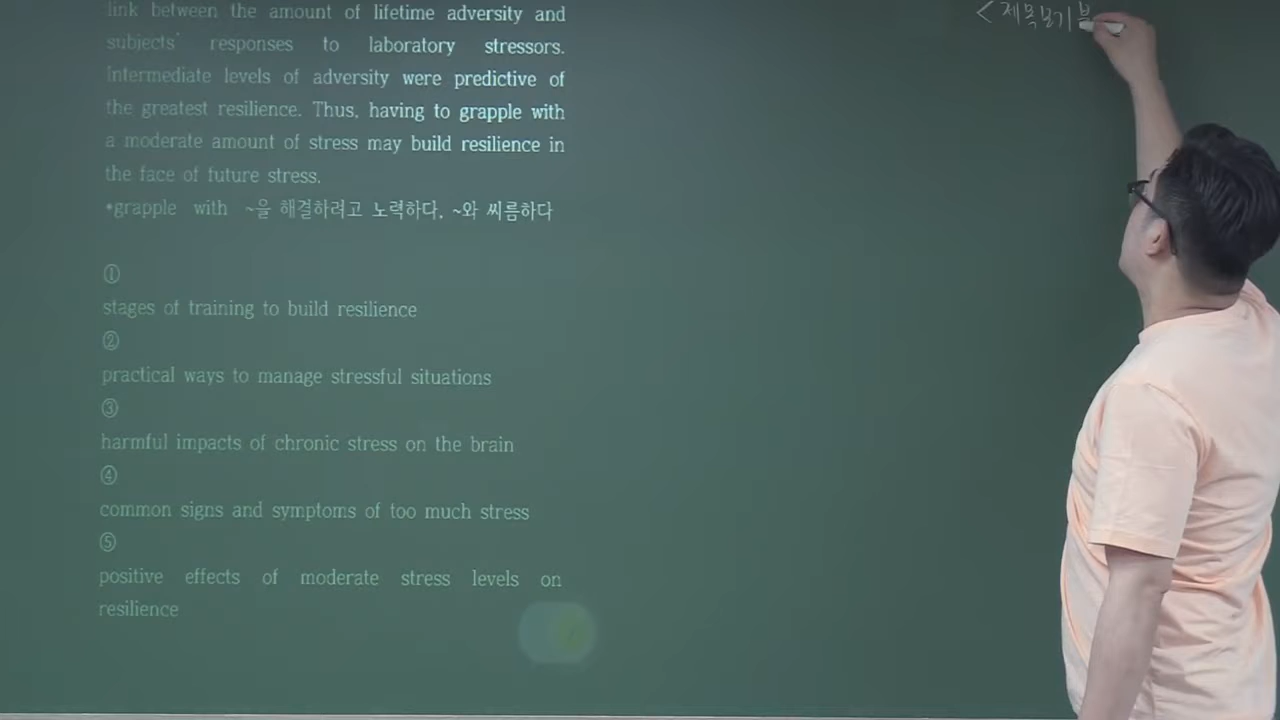 link between the amount of lifetime adversity and
subjects' responses to laboratory stressors.
Intermediate levels of adversity were predictive of
the greatest resilience. Thus, having to grapple with
a moderate amount of stress may build resilience in
the face of future stress.
*grapple with ~을 해결하려고 노력하다, ~와 씨름하다
①
stages of training to build resilience
②
practical ways to manage stressful situations
③
harmful impacts of chronic stress on the brain
④
common signs and symptoms of too much stress
⑤
positive effects of moderate stress levels on
resilience
<제목보기